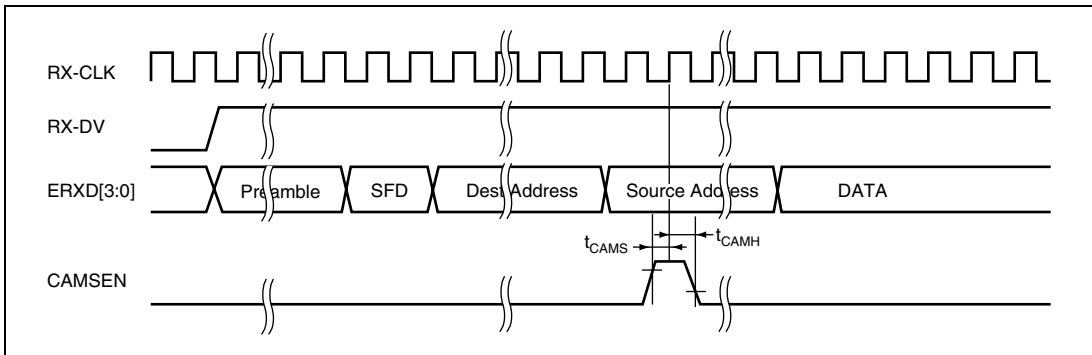 RX-CLK
RX-DV
ERXD[3:0]
Preamble
SFD
Dest Address
Source Address
DATA
tCAMS
tCAMH
CAMSEN